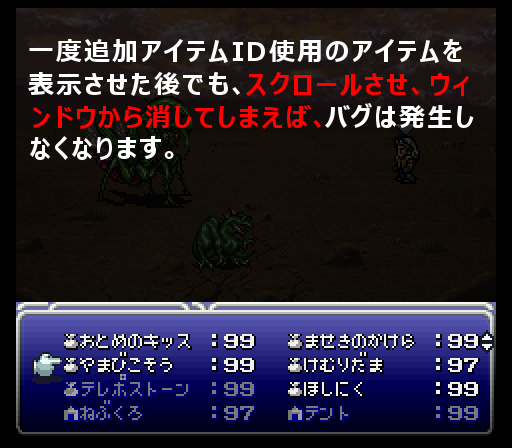 一度追加アイテムID使用のアイテムを
表示させた後でも、スクロールさせ、ウィ
ンドウから消してしまえば、バグは発生し
なくなります。
おとめのキッス :99 ませきのかけら :99
やまびこそう :99 けむりだま :97
テレポストーン :99 ほしにく :99
ねぶくろ :97 テント :99